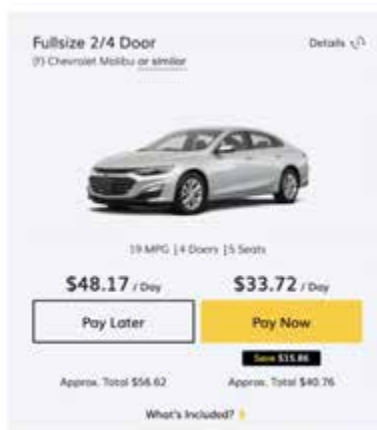 Fullsize 2/4 Door
Details
(F) Chevrolet Malibu or similar
19 MPG | 4 Doors | 5 Seats
$48.17 / Day
$33.72 / Day
Pay Later
Pay Now
Save $15.86
Approx. Total $56.62
Approx. Total $40.76
What's Included?